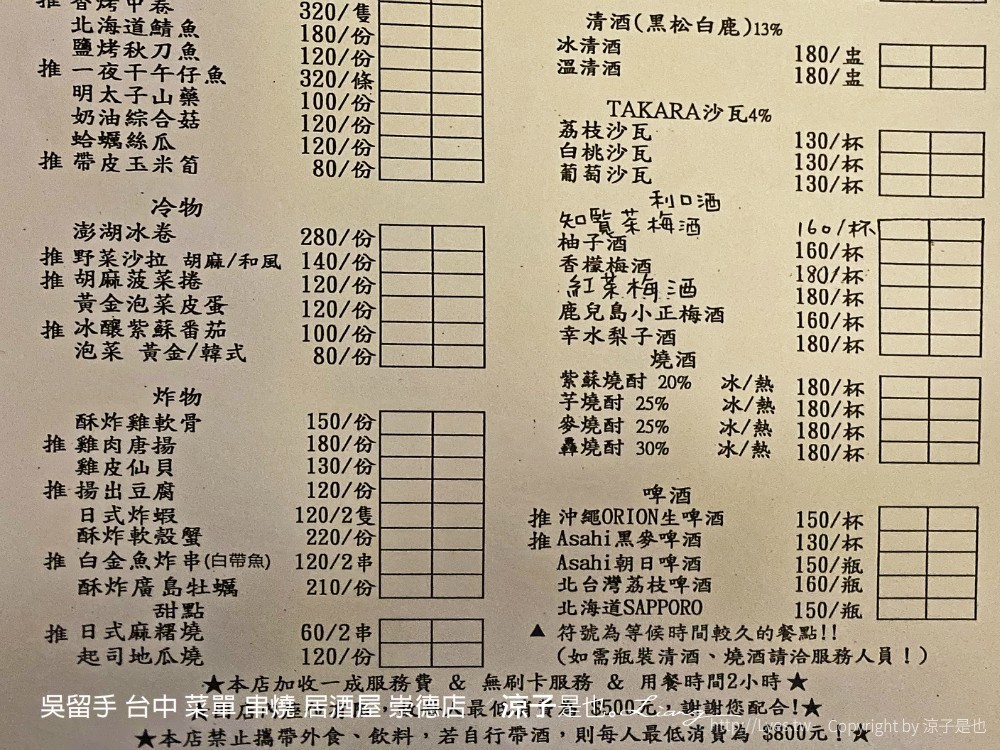 推 香烤中卷 320/隻
北海道鯖魚 180/份
鹽烤秋刀魚 120/份
推 一夜干午仔魚 320/條
明太子山藥 100/份
奶油綜合菇 120/份
蛤蠣絲瓜 120/份
推 帶皮玉米筍 80/份
冷物
澎湖冰卷 280/份
推 野菜沙拉 胡麻/和風 140/份
推 胡麻菠菜捲 120/份
黃金泡菜皮蛋 120/份
推 冰釀紫蘇番茄 100/份
泡菜 黃金/韓式 80/份
炸物
酥炸雞軟骨 150/份
推 雞肉唐揚 180/份
雞皮仙貝 130/份
推 揚出豆腐 120/份
日式炸蝦 120/2隻
酥炸軟殼蟹 220/份
推 白金魚炸串(白帶魚) 120/2串
酥炸廣島牡蠣 210/份
甜點
推 日式麻糬燒 60/2串
起司地瓜燒 120/份
清酒(黑松白鹿)13%
冰清酒 180/盅
溫清酒 180/盅
TAKARA沙瓦4%
荔枝沙瓦 130/杯
白桃沙瓦 130/杯
葡萄沙瓦 130/杯
利口酒
知覧茶梅酒 160/杯
柚子酒 160/杯
香檬梅酒 180/杯
紅茶梅酒 180/杯
鹿兒島小正梅酒 160/杯
幸水梨子酒 180/杯
燒酒
紫蘇燒酎 20% 冰/熱 180/杯
芋燒酎 25% 冰/熱 180/杯
麥燒酎 25% 冰/熱 180/杯
轟燒酎 30% 冰/熱 180/杯
啤酒
推 沖繩ORION生啤酒 150/杯
推 Asahi黑麥啤酒 130/杯
Asahi朝日啤酒 150/瓶
北台灣荔枝啤酒 160/瓶
北海道SAPPORO 150/瓶
▲ 符號為等候時間較久的餐點!!
(如需瓶裝清酒、燒酒請洽服務人員!)
★本店加收一成服務費 & 無刷卡服務 & 用餐時間2小時★
最低消 $500元 謝謝您配合!★
吳留手 台中 菜單 串燒 居酒屋 崇德店 - 涼子是也
Copyright by 涼子是也
★本店禁止攜帶外食、飲料，若自行帶酒，則每人最低消費為 $800元!!★